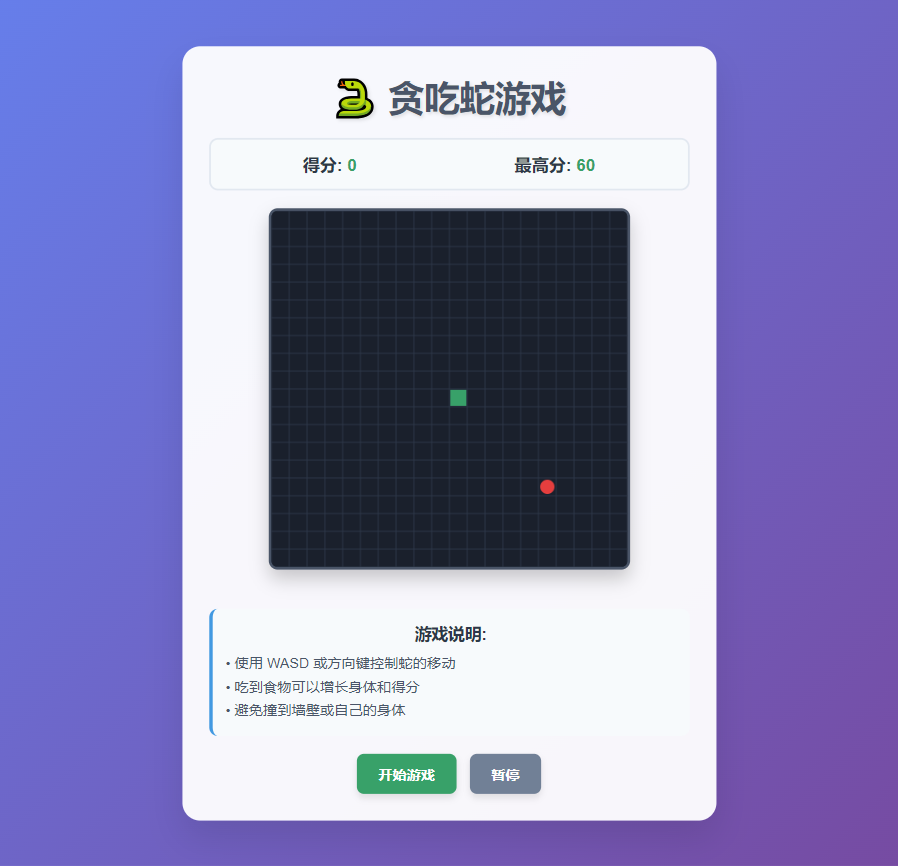 贪吃蛇游戏
得分: 0
最高分: 60
游戏说明:
• 使用 WASD 或方向键控制蛇的移动
• 吃到食物可以增长身体和得分
• 避免撞到墙壁或自己的身体
开始游戏
暂停